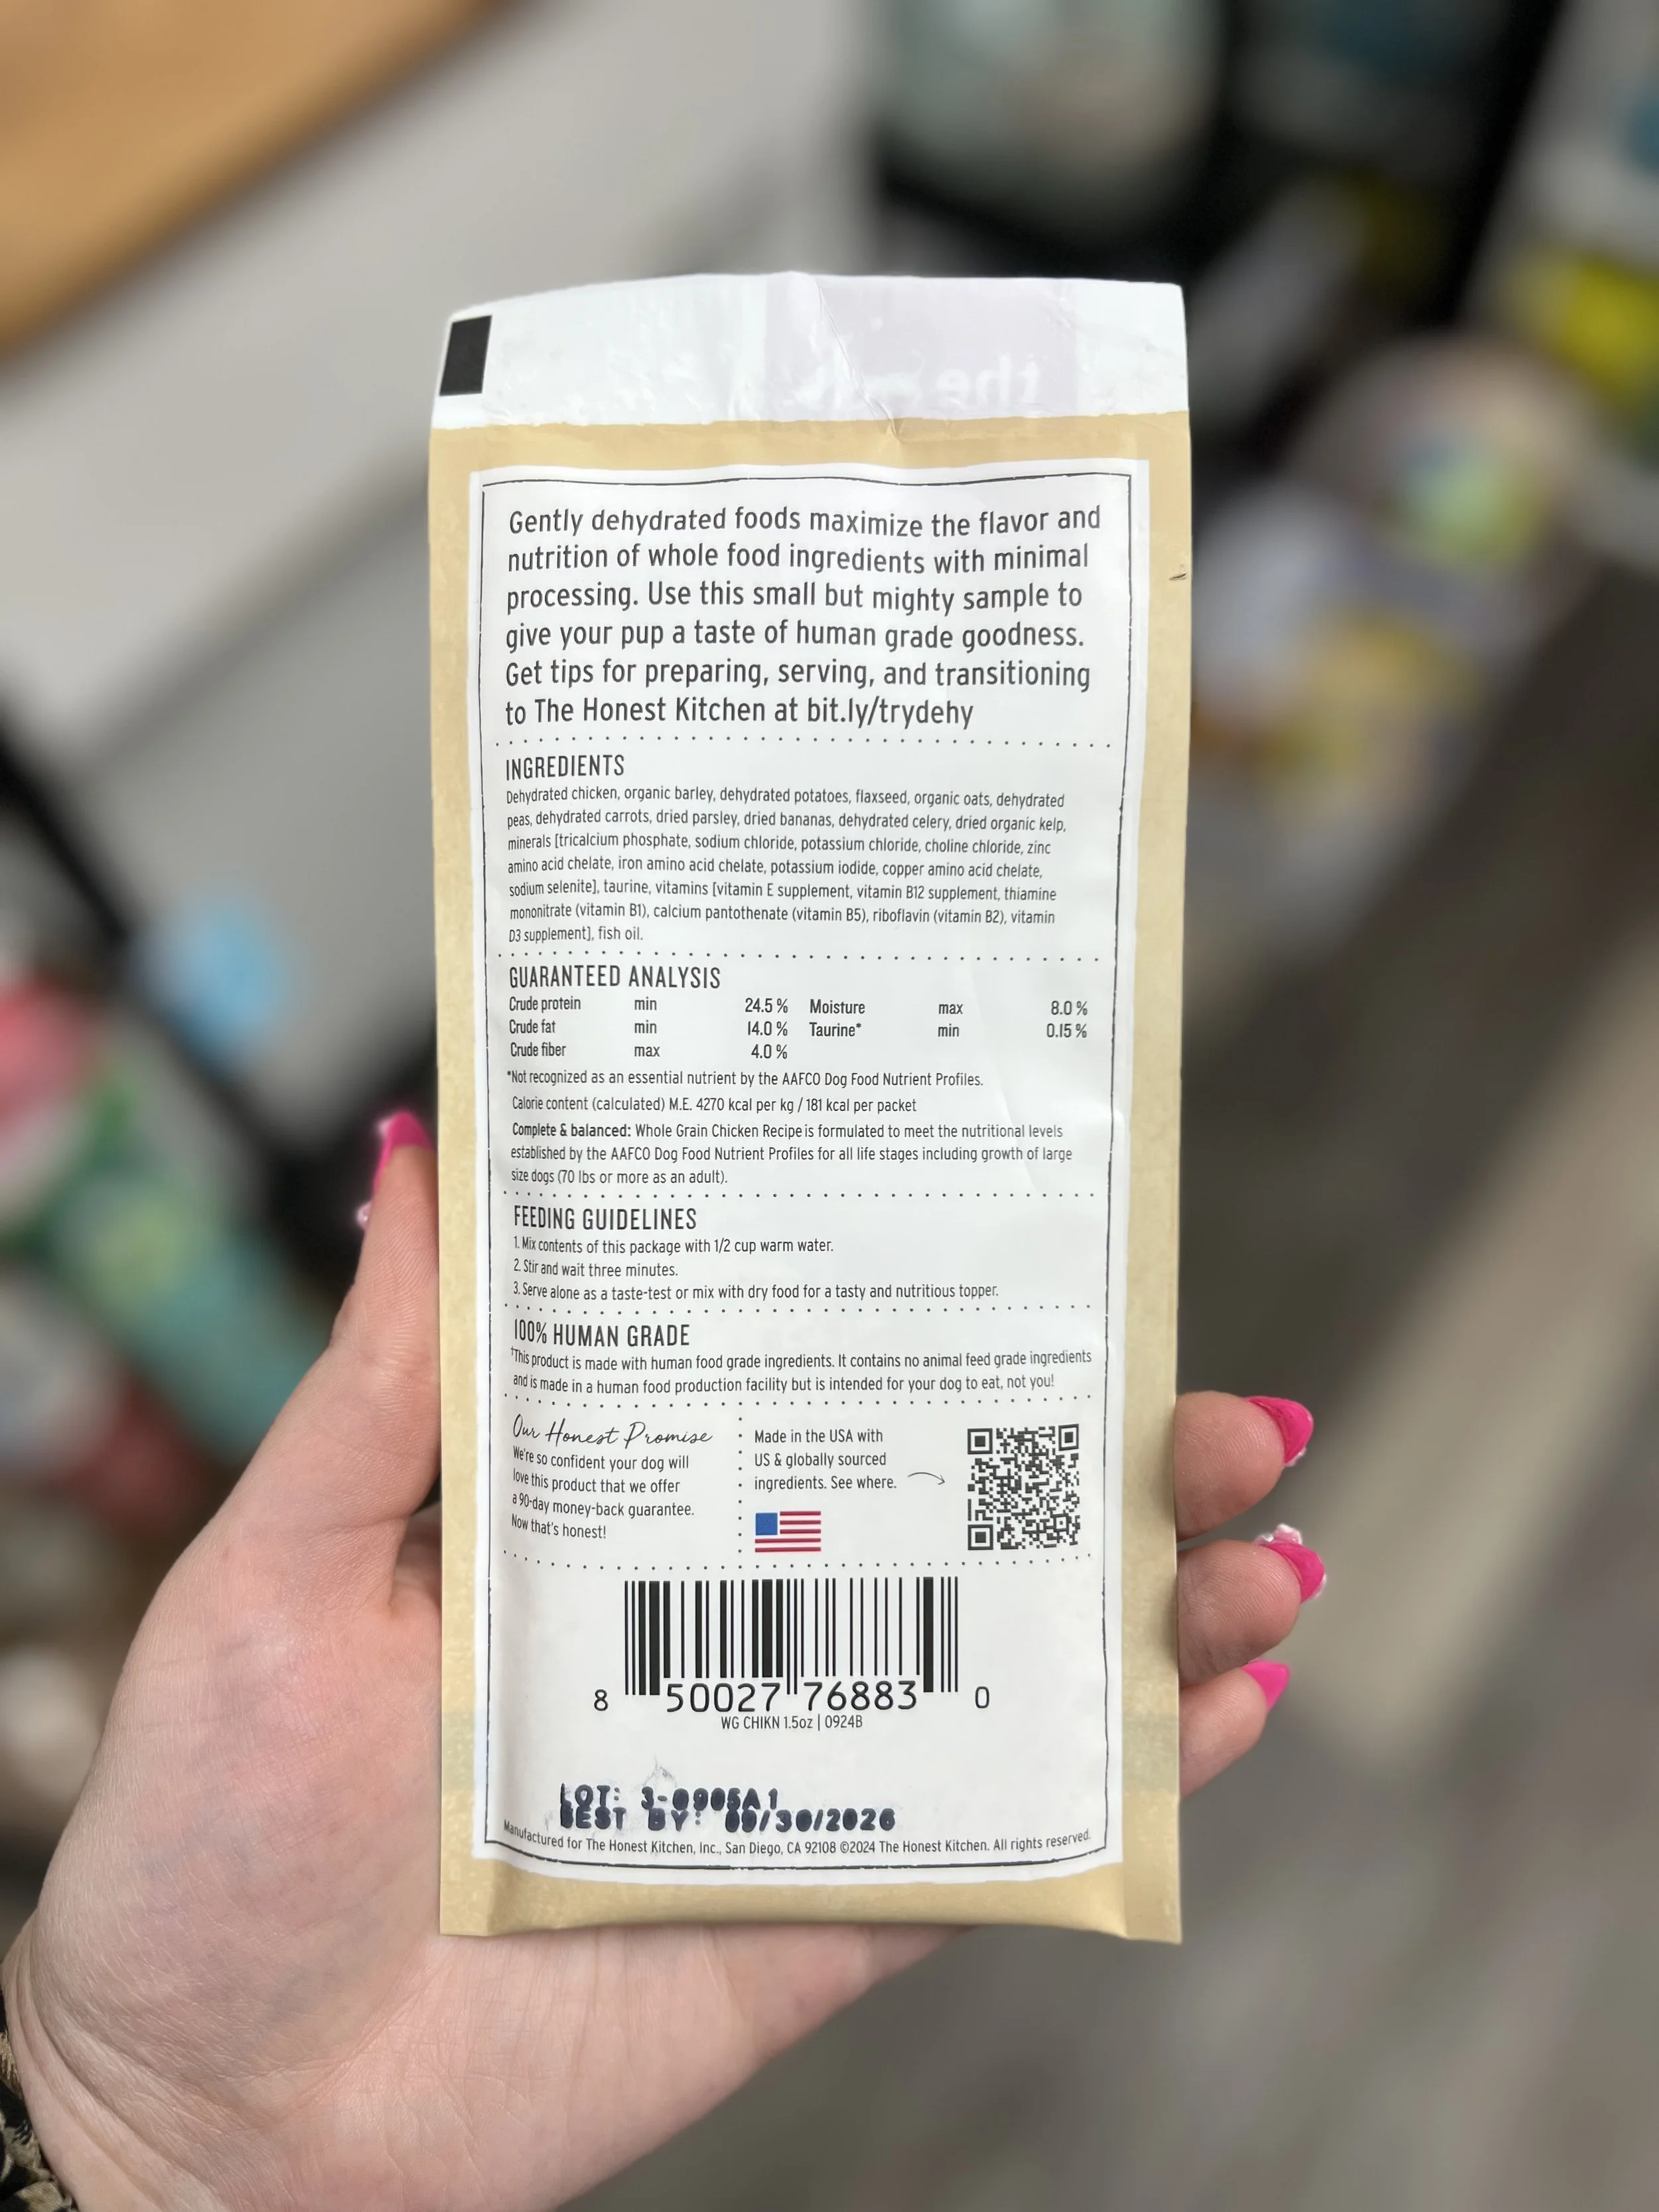 the
Gently dehydrated foods maximize the flavor and
nutrition of whole food ingredients with minimal
processing. Use this small but mighty sample to
give your pup a taste of human grade goodness.
Get tips for preparing, serving, and transitioning
to The Honest Kitchen at bit.ly/trydehy
INGREDIENTS
Dehydrated chicken, organic barley, dehydrated potatoes, flaxseed, organic oats, dehydrated
peas, dehydrated carrots, dried parsley, dried bananas, dehydrated celery, dried organic kelp,
minerals [tricalcium phosphate, sodium chloride, potassium chloride, choline chloride, zinc
amino acid chelate, iron amino acid chelate, potassium iodide, copper amino acid chelate,
sodium selenite], taurine, vitamins [vitamin E supplement, vitamin B12 supplement, thiamine
mononitrate (vitamin B1), calcium pantothenate (vitamin B5), riboflavin (vitamin B2), vitamin
D3 supplement], fish oil.
GUARANTEED ANALYSIS
Crude protein min 24.5 % Moisture max 8.0 %
Crude fat min 14.0 % Taurine* min 0.15 %
Crude fiber max 4.0 %
*Not recognized as an essential nutrient by the AAFCO Dog Food Nutrient Profiles.
Calorie content (calculated) M.E. 4270 kcal per kg / 181 kcal per packet
Complete & balanced: Whole Grain Chicken Recipe is formulated to meet the nutritional levels
established by the AAFCO Dog Food Nutrient Profiles for all life stages including growth of large
size dogs (70 lbs or more as an adult).
FEEDING GUIDELINES
1. Mix contents of this package with 1/2 cup warm water.
2. Stir and wait three minutes.
3. Serve alone as a taste-test or mix with dry food for a tasty and nutritious topper.
100% HUMAN GRADE
†This product is made with human food grade ingredients. It contains no animal feed grade ingredients
and is made in a human food production facility but is intended for your dog to eat, not you!
Our Honest Promise
We're so confident your dog will
love this product that we offer
a 90-day money-back guarantee.
Now that's honest!
Made in the USA with
US & globally sourced
ingredients. See where.
8 50027 76883 0
WG CHIKN 1.5oz | 0924B
LOT: 3-0905A1
BEST BY: 09/30/2026
Manufactured for The Honest Kitchen, Inc., San Diego, CA 92108 ©2024 The Honest Kitchen. All rights reserved.